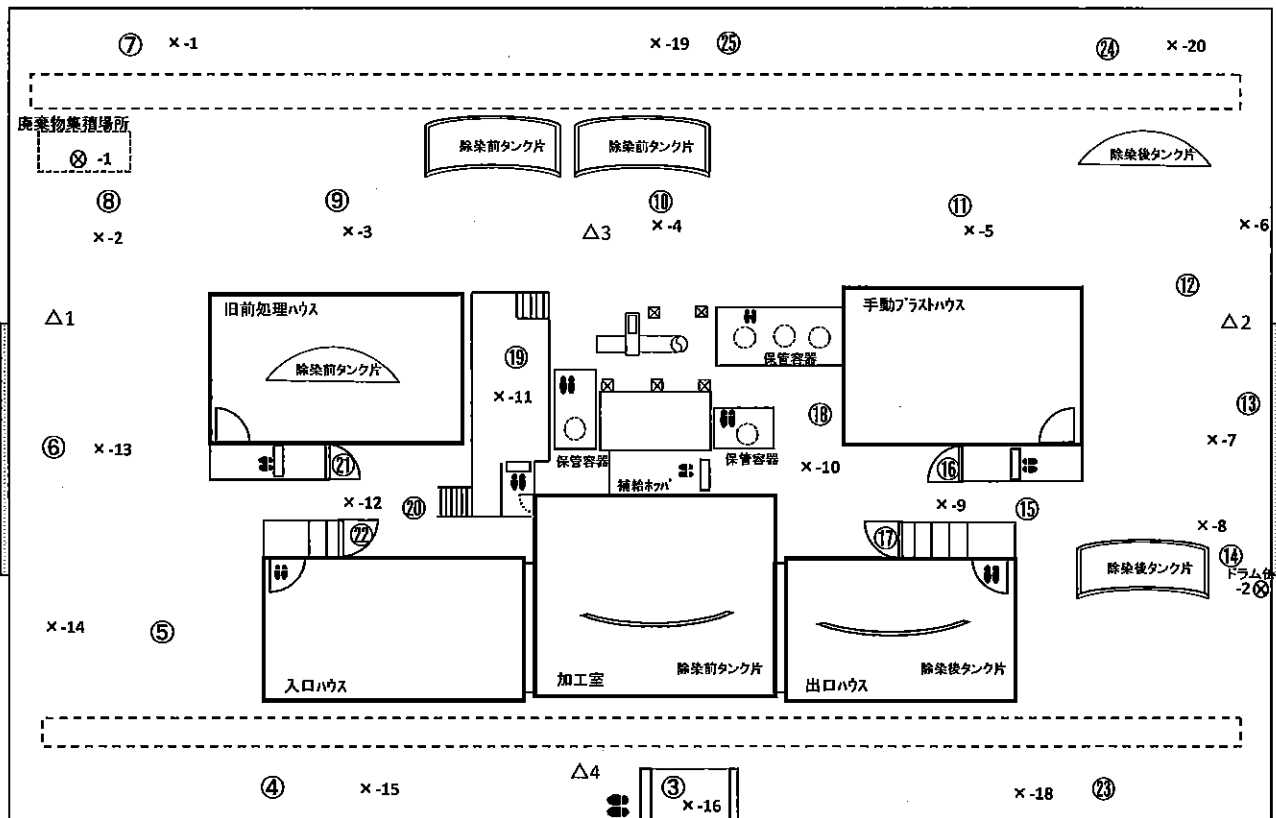 ⑦ × -1 × -19 ㉕ ㉔ × -20
廃棄物集積場所
⊗ -1
除染前タンク片 除染前タンク片 除染後タンク片
⑧ ⑨ ⑩ ⑪
× -2 × -3 △3 × -4 × -5 × -6
⑫
旧前処理ハウス 手動ブラストハウス
△1 △2
除染前タンク片 ⑲ 保管容器
× -11 ⑱ ⑬
⑥ × -13 × -7
㉑ 保管容器 保管容器 × -10 ⑯
補給ホッパ
× -12 ⑳ × -9 ⑮
㉒ ⑰ × -8
⑭
除染後タンク片 ドラム缶
-2 ⊗
× -14 ⑤
入口ハウス 加工室 除染前タンク片 出口ハウス 除染後タンク片
④ × -15 △4 ③ × -16 × -18 ㉓